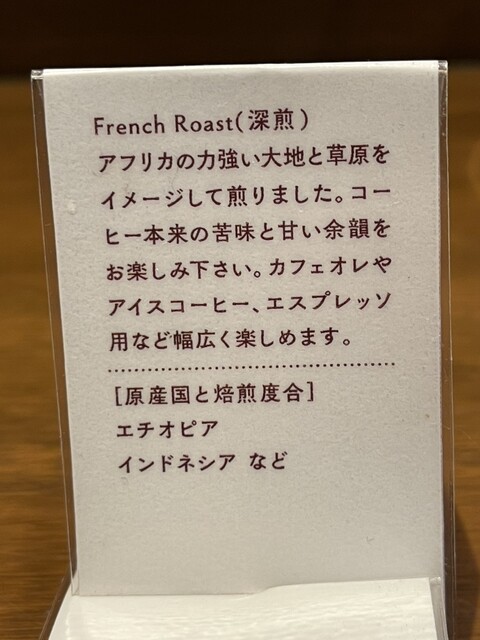 French Roast(深煎)
アフリカの力強い大地と草原を
イメージして煎りました。コー
ヒー本来の苦味と甘い余韻を
お楽しみ下さい。カフェオレや
アイスコーヒー、エスプレッソ
用など幅広く楽しめます。
[原産国と焙煎度合]
エチオピア
インドネシア など